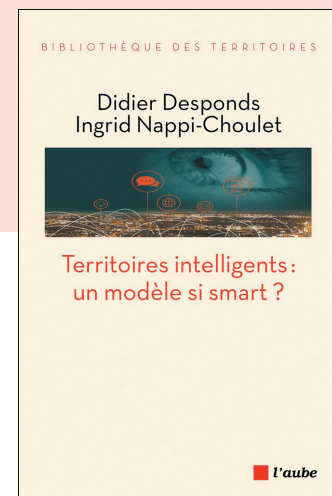 BIBLIOTHÈQUE DES TERRITOIRES
Didier Desponds
Ingrid Nappi-Choulet
Territoires intelligents :
un modèle si smart ?
l'aube